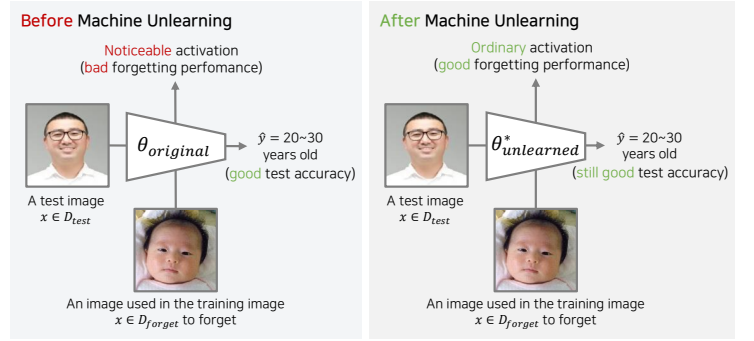 Before Machine Unlearning
Noticeable activation
(bad forgetting perfomance)
θoriginal
ŷ = 20~30
years old
(good test accuracy)
A test image
x ∈ Dtest
An image used in the training image
x ∈ Dforget to forget
After Machine Unlearning
Ordinary activation
(good forgetting performance)
θ*unlearned
ŷ = 20~30
years old
(still good test accuracy)
A test image
x ∈ Dtest
An image used in the training image
x ∈ Dforget to forget